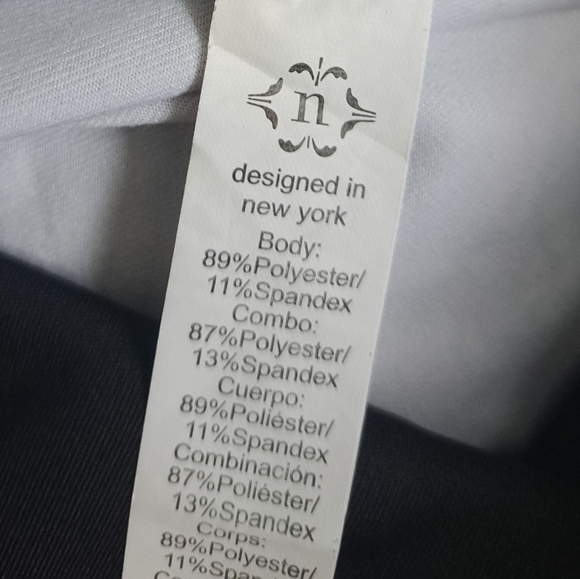 n
designed in
new york
Body:
89%Polyester/
11%Spandex
Combo:
87%Polyester/
13%Spandex
Cuerpo:
89%Poliéster/
11%Spandex
Combinación:
87%Poliéster/
13%Spandex
Corps:
89%Polyester/